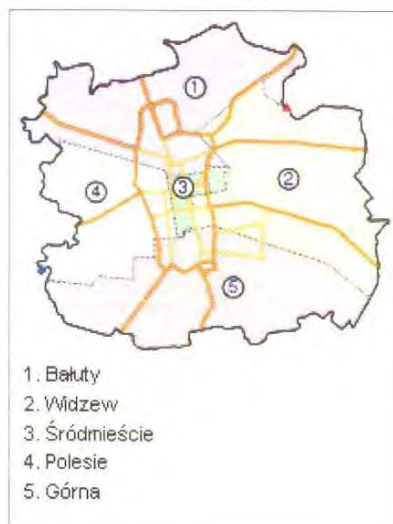 1
2
3
4
5
1. Bałuty
2. Widzew
3. Śródmieście
4. Polesie
5. Górna